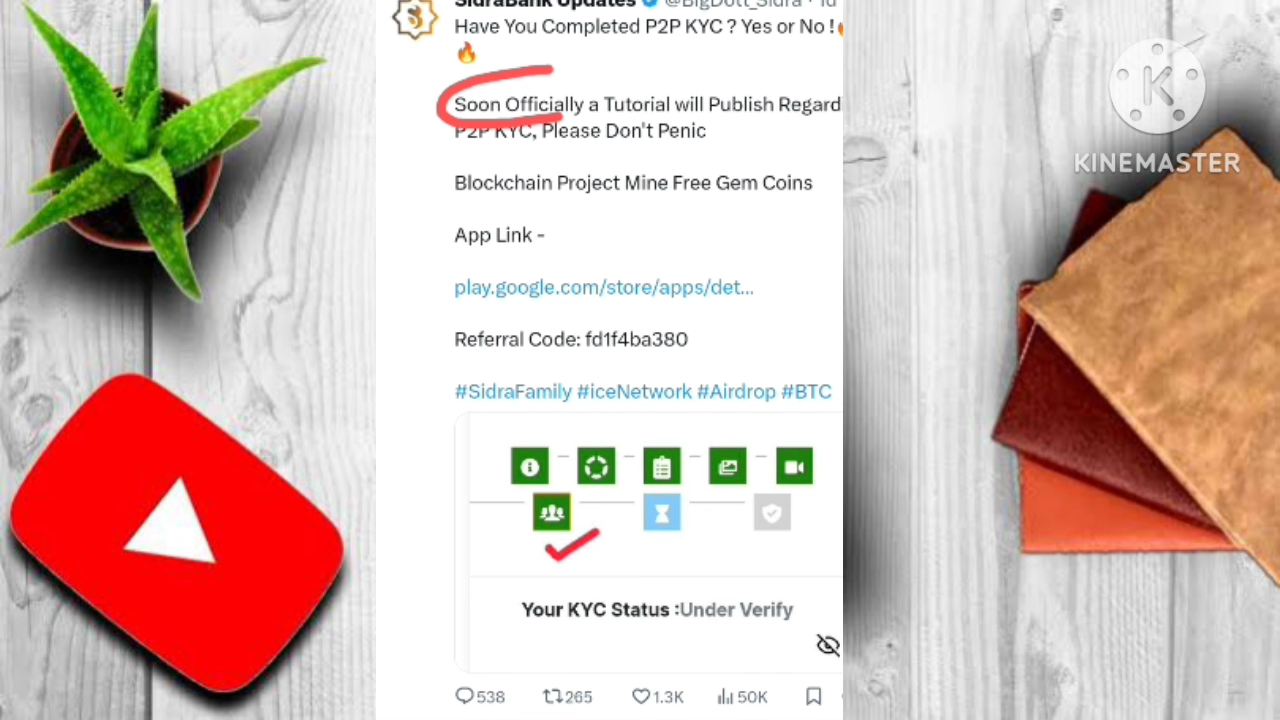 SidraBank Updates @BigDott_Sidra · 1d
Have You Completed P2P KYC ? Yes or No !
Soon Officially a Tutorial will Publish Regard
P2P KYC, Please Don't Penic
Blockchain Project Mine Free Gem Coins
App Link -
play.google.com/store/apps/det...
Referral Code: fd1f4ba380
#SidraFamily #iceNetwork #Airdrop #BTC
Your KYC Status :Under Verify
538 265 1.3K 50K
K
KINEMASTER